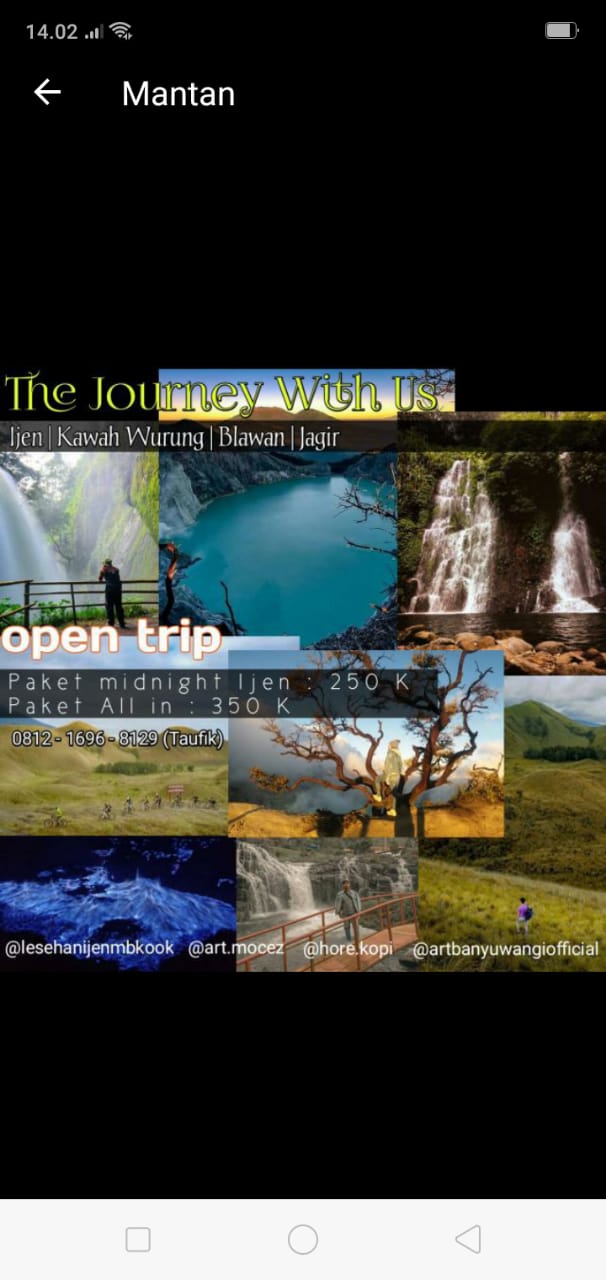 14.02
Mantan
The Journey With Us
Ijen | Kawah Wurung | Blawan | Jagir
open trip
Paket midnight Ijen : 250 K
Paket All in : 350 K
0812 - 1696 - 8129 (Taufik)
@lesehanijenmbkook @art.mocez @hore.kopi @artbanyuwangiofficial